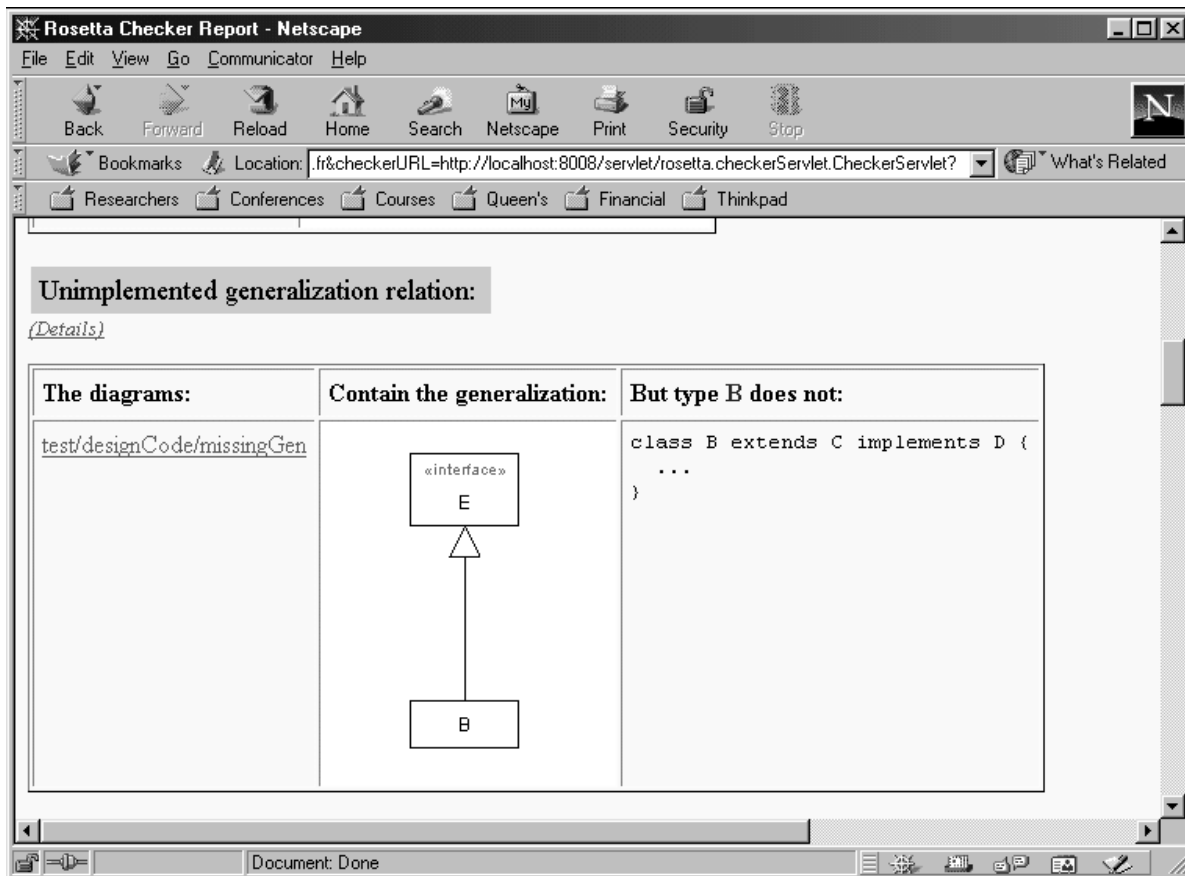 Rosetta Checker Report - Netscape
File Edit View Go Communicator Help
Back Forward Reload Home Search My Netscape Print Security Stop N
Bookmarks Location: .fr&checkerURL=http://localhost:8008/servlet/rosetta.checkerServlet.CheckerServlet? What's Related
Researchers Conferences Courses Queen's Financial Thinkpad
Unimplemented generalization relation:
(Details)
The diagrams: Contain the generalization: But type B does not:
test/designCode/missingGen
«interface»
E
B
class B extends C implements D {
...
}
Document: Done